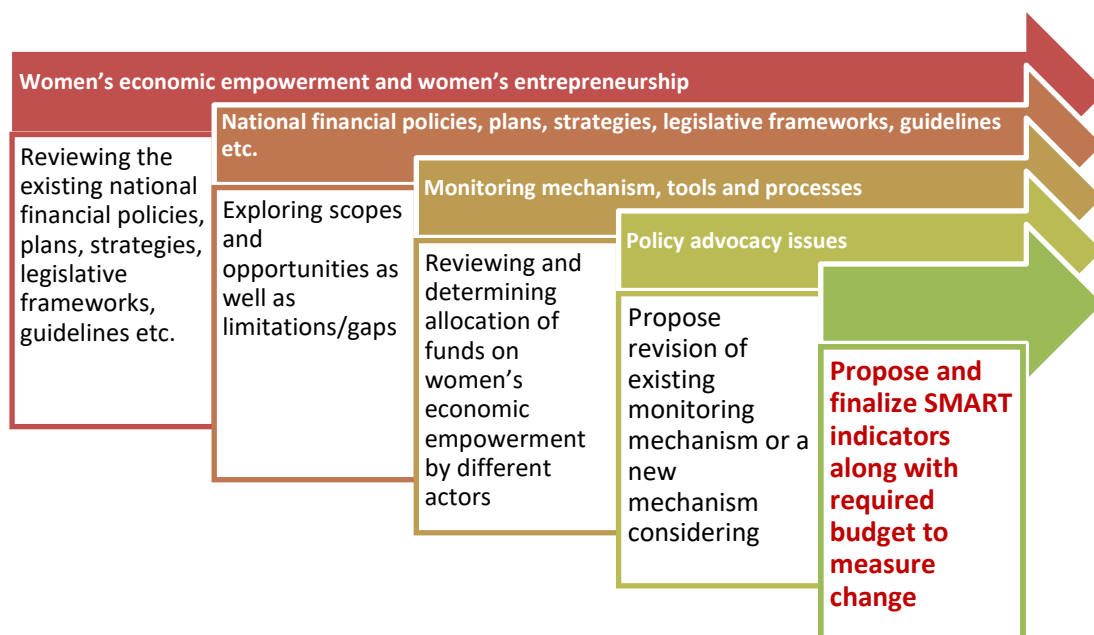 Women's economic empowerment and women's entrepreneurship
Reviewing the
existing national
financial policies,
plans, strategies,
legislative
frameworks,
guidelines etc.
National financial policies, plans, strategies, legislative frameworks, guidelines
etc.
Exploring scopes
and
opportunities as
well as
limitations/gaps
Monitoring mechanism, tools and processes
Reviewing and
determining
allocation of
funds on
women's
economic
empowerment
by different
actors
Policy advocacy issues
Propose
revision of
existing
monitoring
mechanism or a
new
mechanism
considering
Propose and
finalize SMART
indicators
along with
required
budget to
measure
change